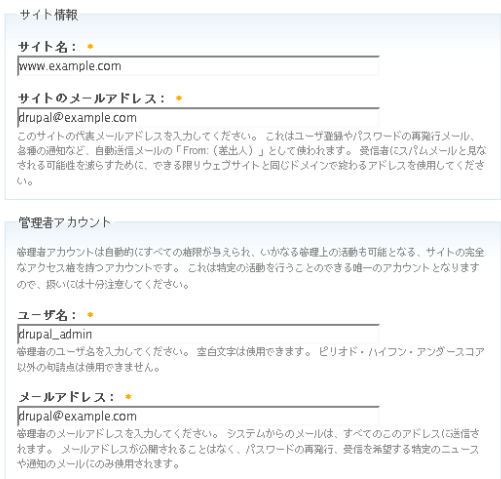 サイト情報
サイト名： *
www.example.com
サイトのメールアドレス： *
drupal@example.com
このサイトの代表メールアドレスを入力してください。 これはユーザ登録やパスワードの再発行メール、
各種の通知など、自動送信メールの「From:（差出人）」として使われます。 受信者にスパムメールと見な
される可能性を減らすために、できる限りウェブサイトと同じドメインで終わるアドレスを使用してくださ
い。
管理者アカウント
管理者アカウントは自動的にすべての権限が与えられ、いかなる管理上の活動も可能となる、サイトの完全
なアクセス権を持つアカウントです。 これは特定の活動を行うことのできる唯一のアカウントとなります
ので、扱いには十分注意してください。
ユーザ名： *
drupal_admin
管理者のユーザ名を入力してください。 空白文字は使用できます。 ピリオド・ハイフン・アンダースコア
以外の句読点は使用できません。
メールアドレス： *
drupal@example.com
管理者のメールアドレスを入力してください。 システムからのメールは、すべてのこのアドレスに送信さ
れます。 メールアドレスが公開されることはなく、パスワードの再発行、受信を希望する特定のニュース
や通知のメールにのみ使用されます。